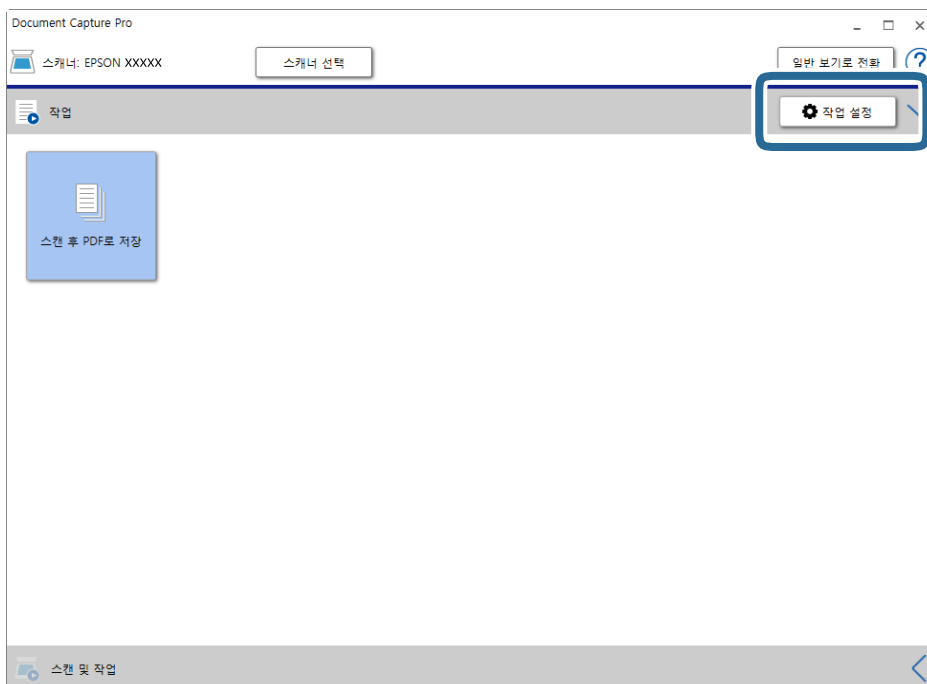 Document Capture Pro
스캐너: EPSON XXXXX
스캐너 선택
일반 보기로 전환
?
작업
작업 설정
스캔 후 PDF로 저장
스캔 및 작업